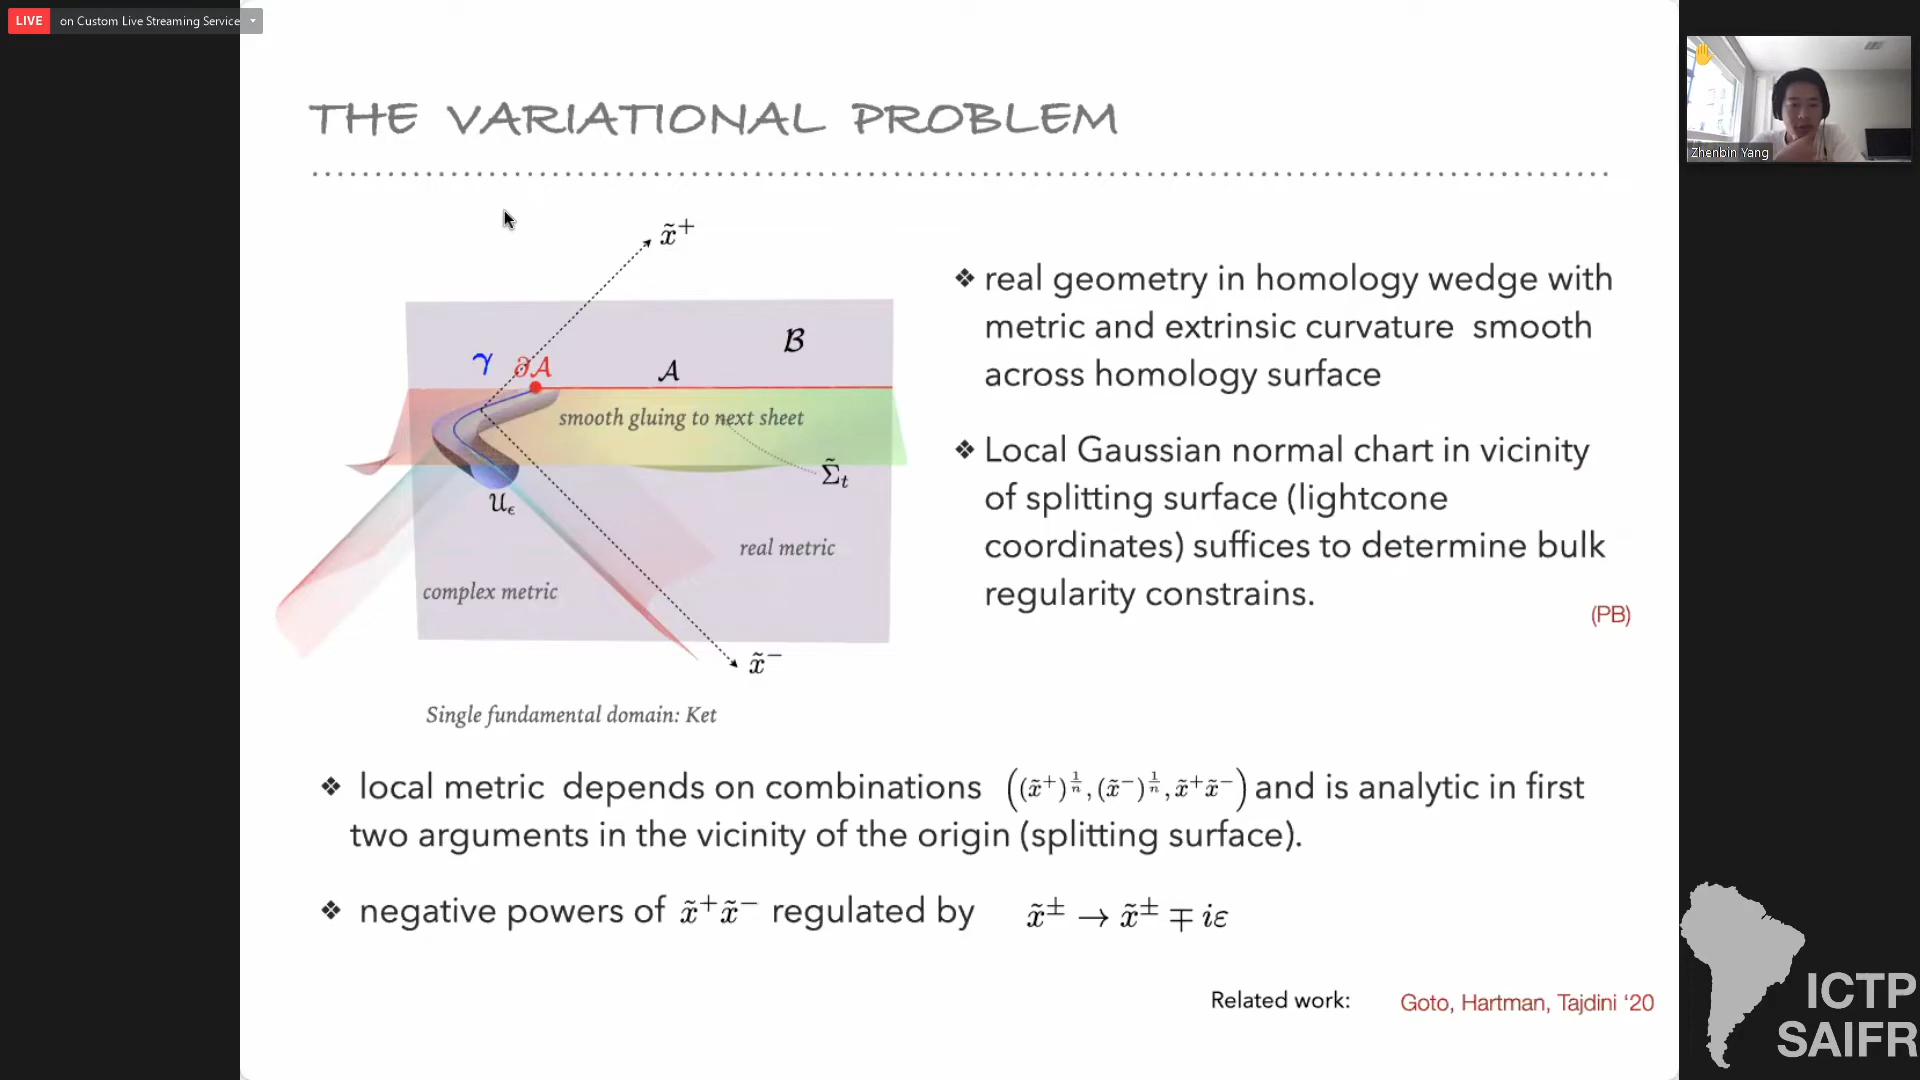 LIVE on Custom Live Streaming Service
Zhenbin Yang
THE VARIATIONAL PROBLEM
x̃⁺
ℬ
γ ∂𝒜 𝒜
smooth gluing to next sheet
Σ̃ₜ
𝒰_ϵ
real metric
complex metric
x̃⁻
Single fundamental domain: Ket
❖ real geometry in homology wedge with
metric and extrinsic curvature smooth
across homology surface
❖ Local Gaussian normal chart in vicinity
of splitting surface (lightcone
coordinates) suffices to determine bulk
regularity constrains.
(PB)
❖ local metric depends on combinations ((x̃⁺)^{1/n}, (x̃⁻)^{1/n}, x̃⁺x̃⁻) and is analytic in first
two arguments in the vicinity of the origin (splitting surface).
❖ negative powers of x̃⁺x̃⁻ regulated by x̃^± → x̃^± ∓ iε
Related work: Goto, Hartman, Tajdini ‘20
ICTP
SAIFR